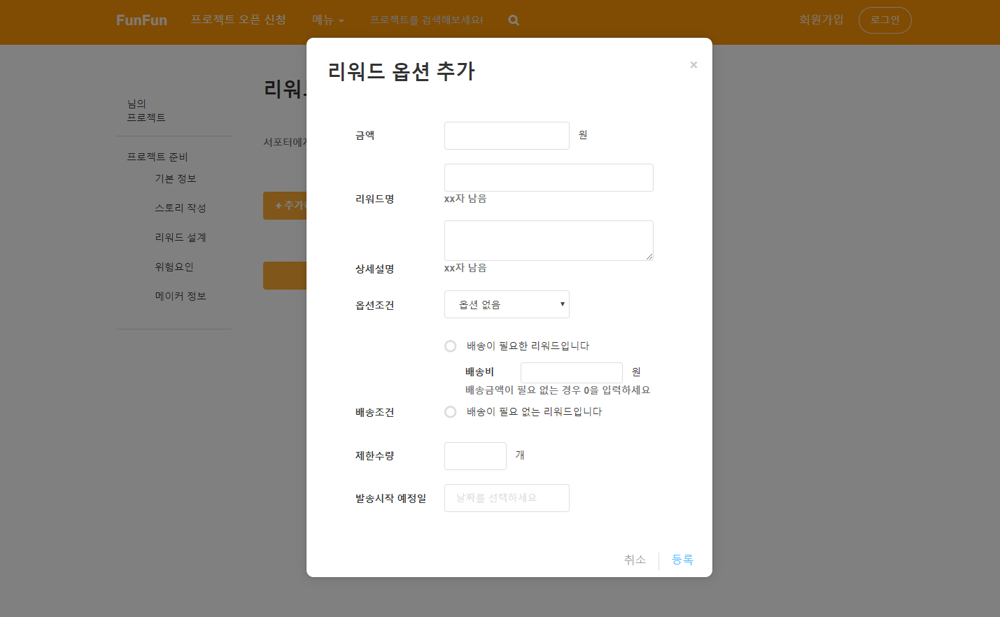 FunFun 프로젝트 오픈 신청 메뉴 프로젝트를 검색해보세요! 회원가입 로그인
님의
프로젝트
프로젝트 준비
기본 정보
스토리 작성
리워드 설계
위험요인
메이커 정보
리워
서포터에
+ 추가
리워드 옵션 추가
×
금액 원
리워드명
xx자 남음
상세설명
xx자 남음
옵션조건 옵션 없음
배송이 필요한 리워드입니다
배송비 원
배송금액이 필요 없는 경우 0을 입력하세요
배송조건 배송이 필요 없는 리워드입니다
제한수량 개
발송시작 예정일 날짜를 선택하세요
취소 등록